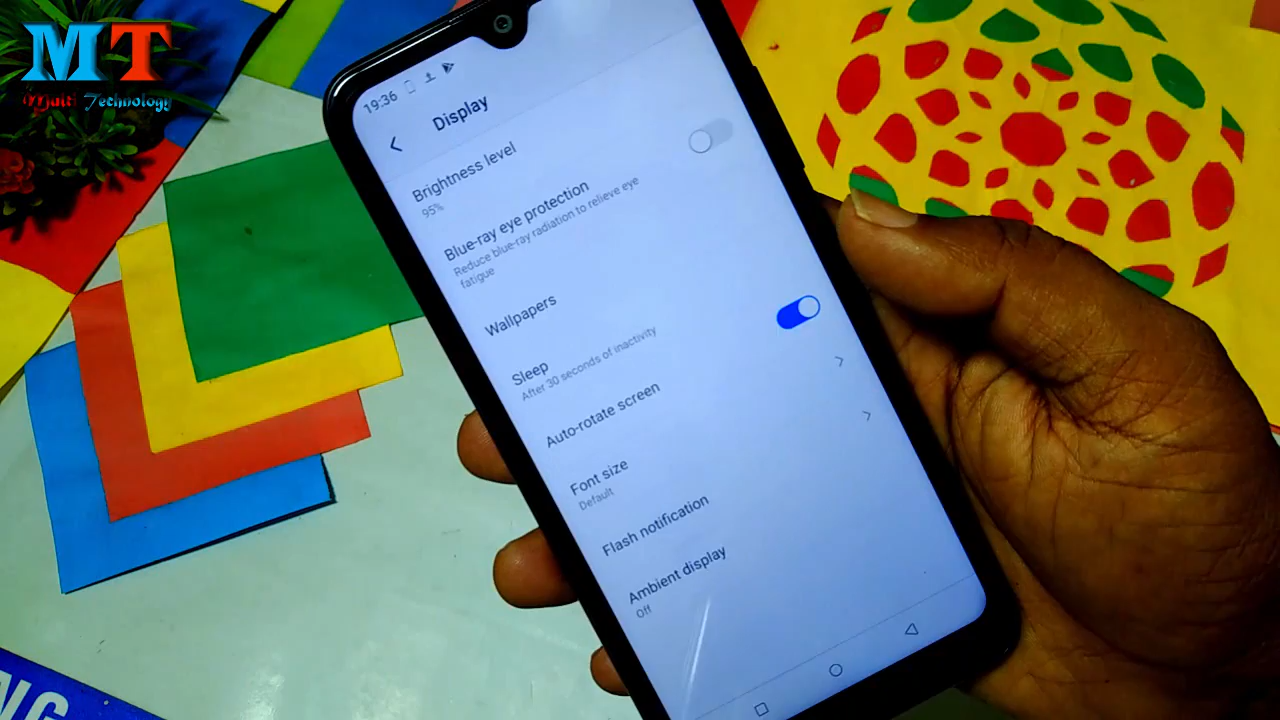 MT
Multi Technology
19:36
Display
Brightness level
95%
Blue-ray eye protection
Reduce blue-ray radiation to relieve eye
fatigue
Wallpapers
Sleep
After 30 seconds of inactivity
Auto-rotate screen
Font size
Default
Flash notification
Ambient display
Off
NG